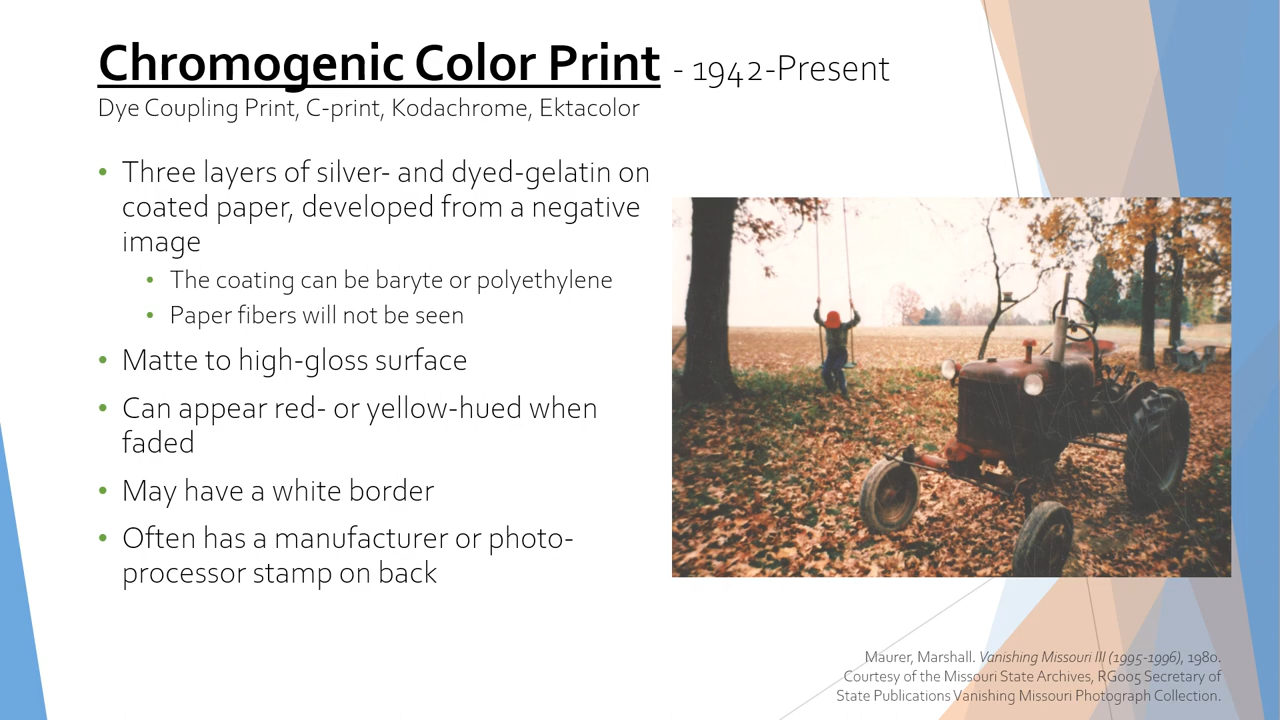 Chromogenic Color Print - 1942-Present
Dye Coupling Print, C-print, Kodachrome, Ektacolor
• Three layers of silver- and dyed-gelatin on
coated paper, developed from a negative
image
• The coating can be baryte or polyethylene
• Paper fibers will not be seen
• Matte to high-gloss surface
• Can appear red- or yellow-hued when
faded
• May have a white border
• Often has a manufacturer or photo-
processor stamp on back
Maurer, Marshall. Vanishing Missouri III (1995-1996), 1980.
Courtesy of the Missouri State Archives, RG005 Secretary of
State Publications Vanishing Missouri Photograph Collection.